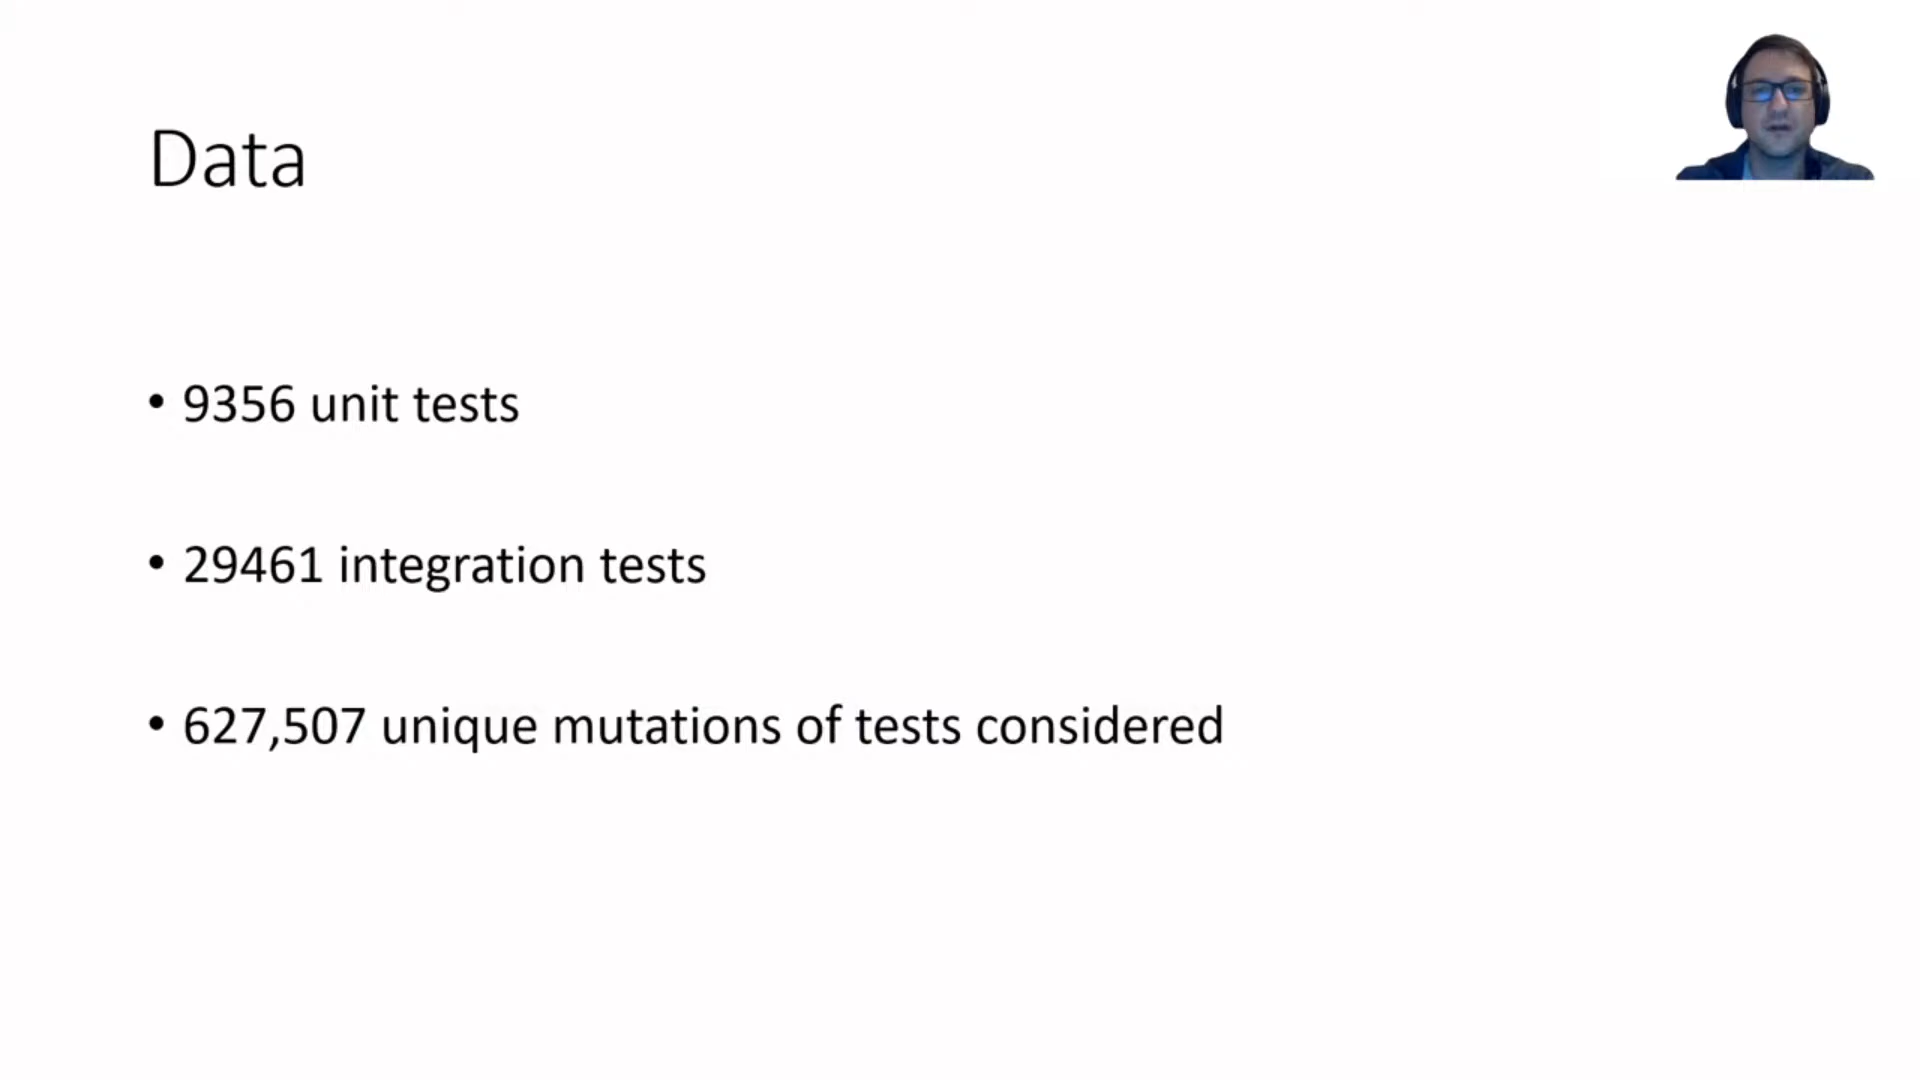 Data
• 9356 unit tests
• 29461 integration tests
• 627,507 unique mutations of tests considered